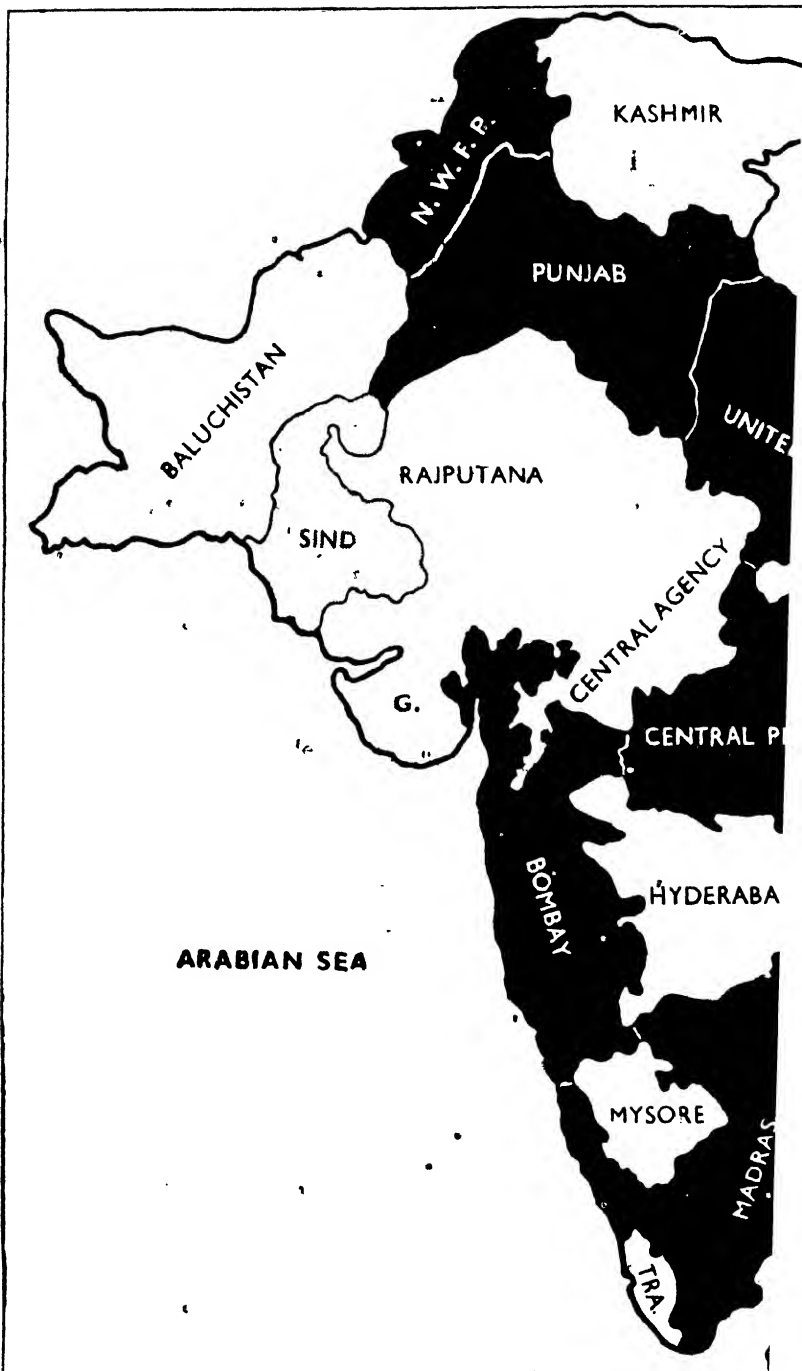 KASHMIR
N. W. F. P.
PUNJAB
BALUCHISTAN
UNITE
RAJPUTANA
SIND
CENTRAL AGENCY
G.
CENTRAL P
BOMBAY
HYDERABA
ARABIAN SEA
MYSORE
MADRAS
TRA.